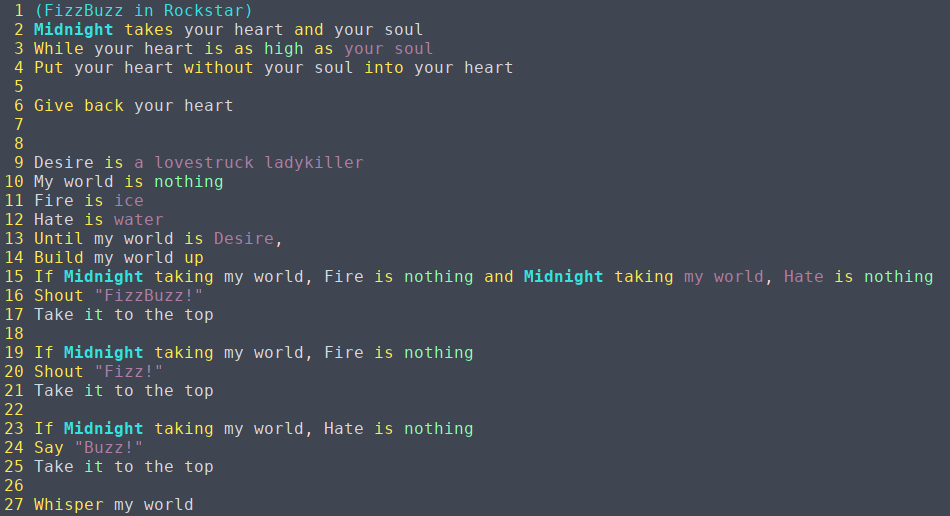 1 (FizzBuzz in Rockstar)
2 Midnight takes your heart and your soul
3 While your heart is as high as your soul
4 Put your heart without your soul into your heart
5
6 Give back your heart
7
8
9 Desire is a lovestruck ladykiller
10 My world is nothing
11 Fire is ice
12 Hate is water
13 Until my world is Desire,
14 Build my world up
15 If Midnight taking my world, Fire is nothing and Midnight taking my world, Hate is nothing
16 Shout "FizzBuzz!"
17 Take it to the top
18
19 If Midnight taking my world, Fire is nothing
20 Shout "Fizz!"
21 Take it to the top
22
23 If Midnight taking my world, Hate is nothing
24 Say "Buzz!"
25 Take it to the top
26
27 Whisper my world